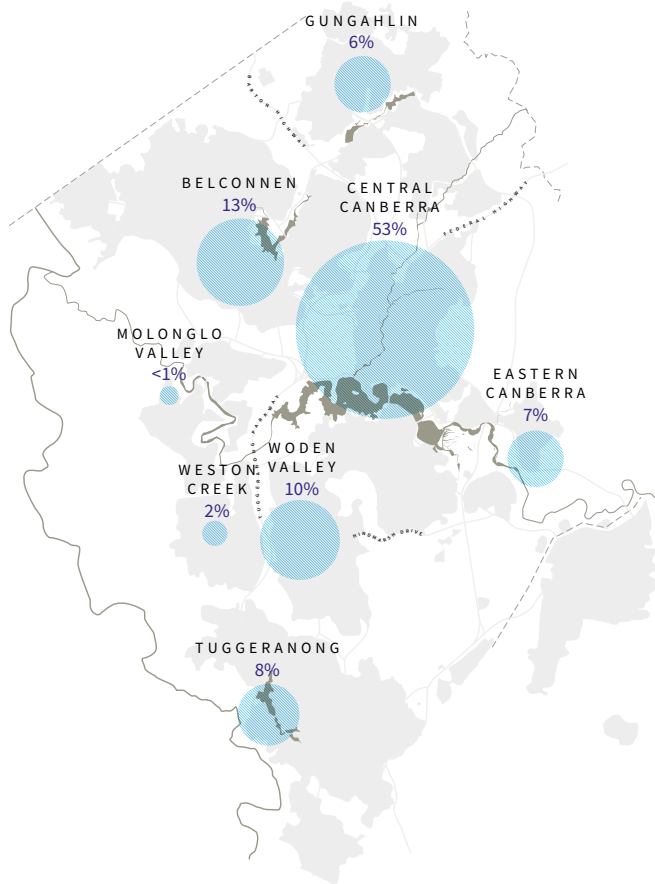 GUNGAHLIN
6%
BARTON HIGHWAY
BELCONNEN
13%
CENTRAL
CANBERRA
53%
FEDERAL HIGHWAY
MOLONGLO
VALLEY
<1%
EASTERN
CANBERRA
7%
TUGGERANONG PARKWAY
WESTON
CREEK
2%
WODEN
VALLEY
10%
HINDMARSH DRIVE
TUGGERANONG
8%